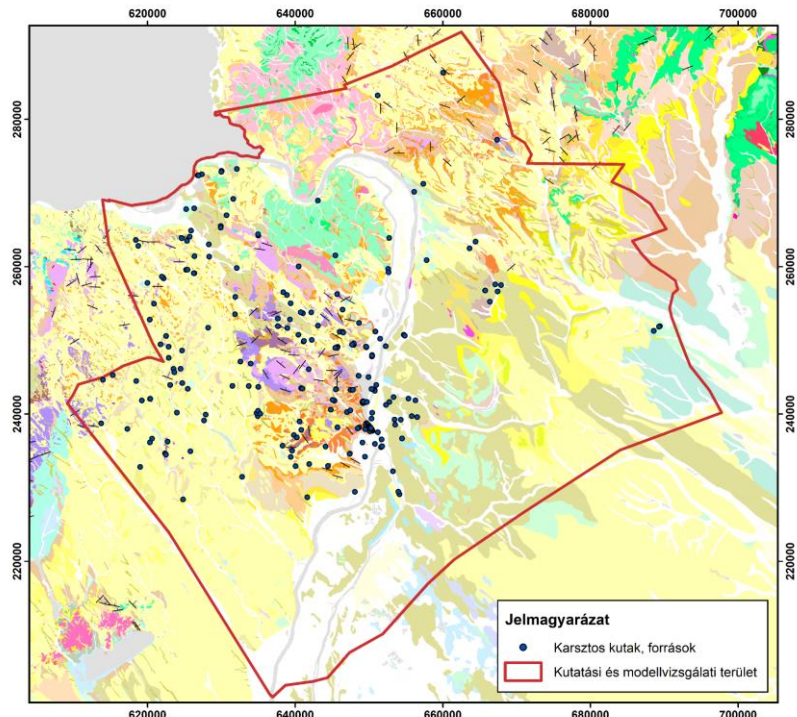 620000 640000 660000 680000 700000
280000 280000
260000 260000
240000 240000
220000 220000
Jelmagyarázat
Karsztos kutak, források
Kutatási és modellvizsgálati terület
620000 640000 660000 680000 700000